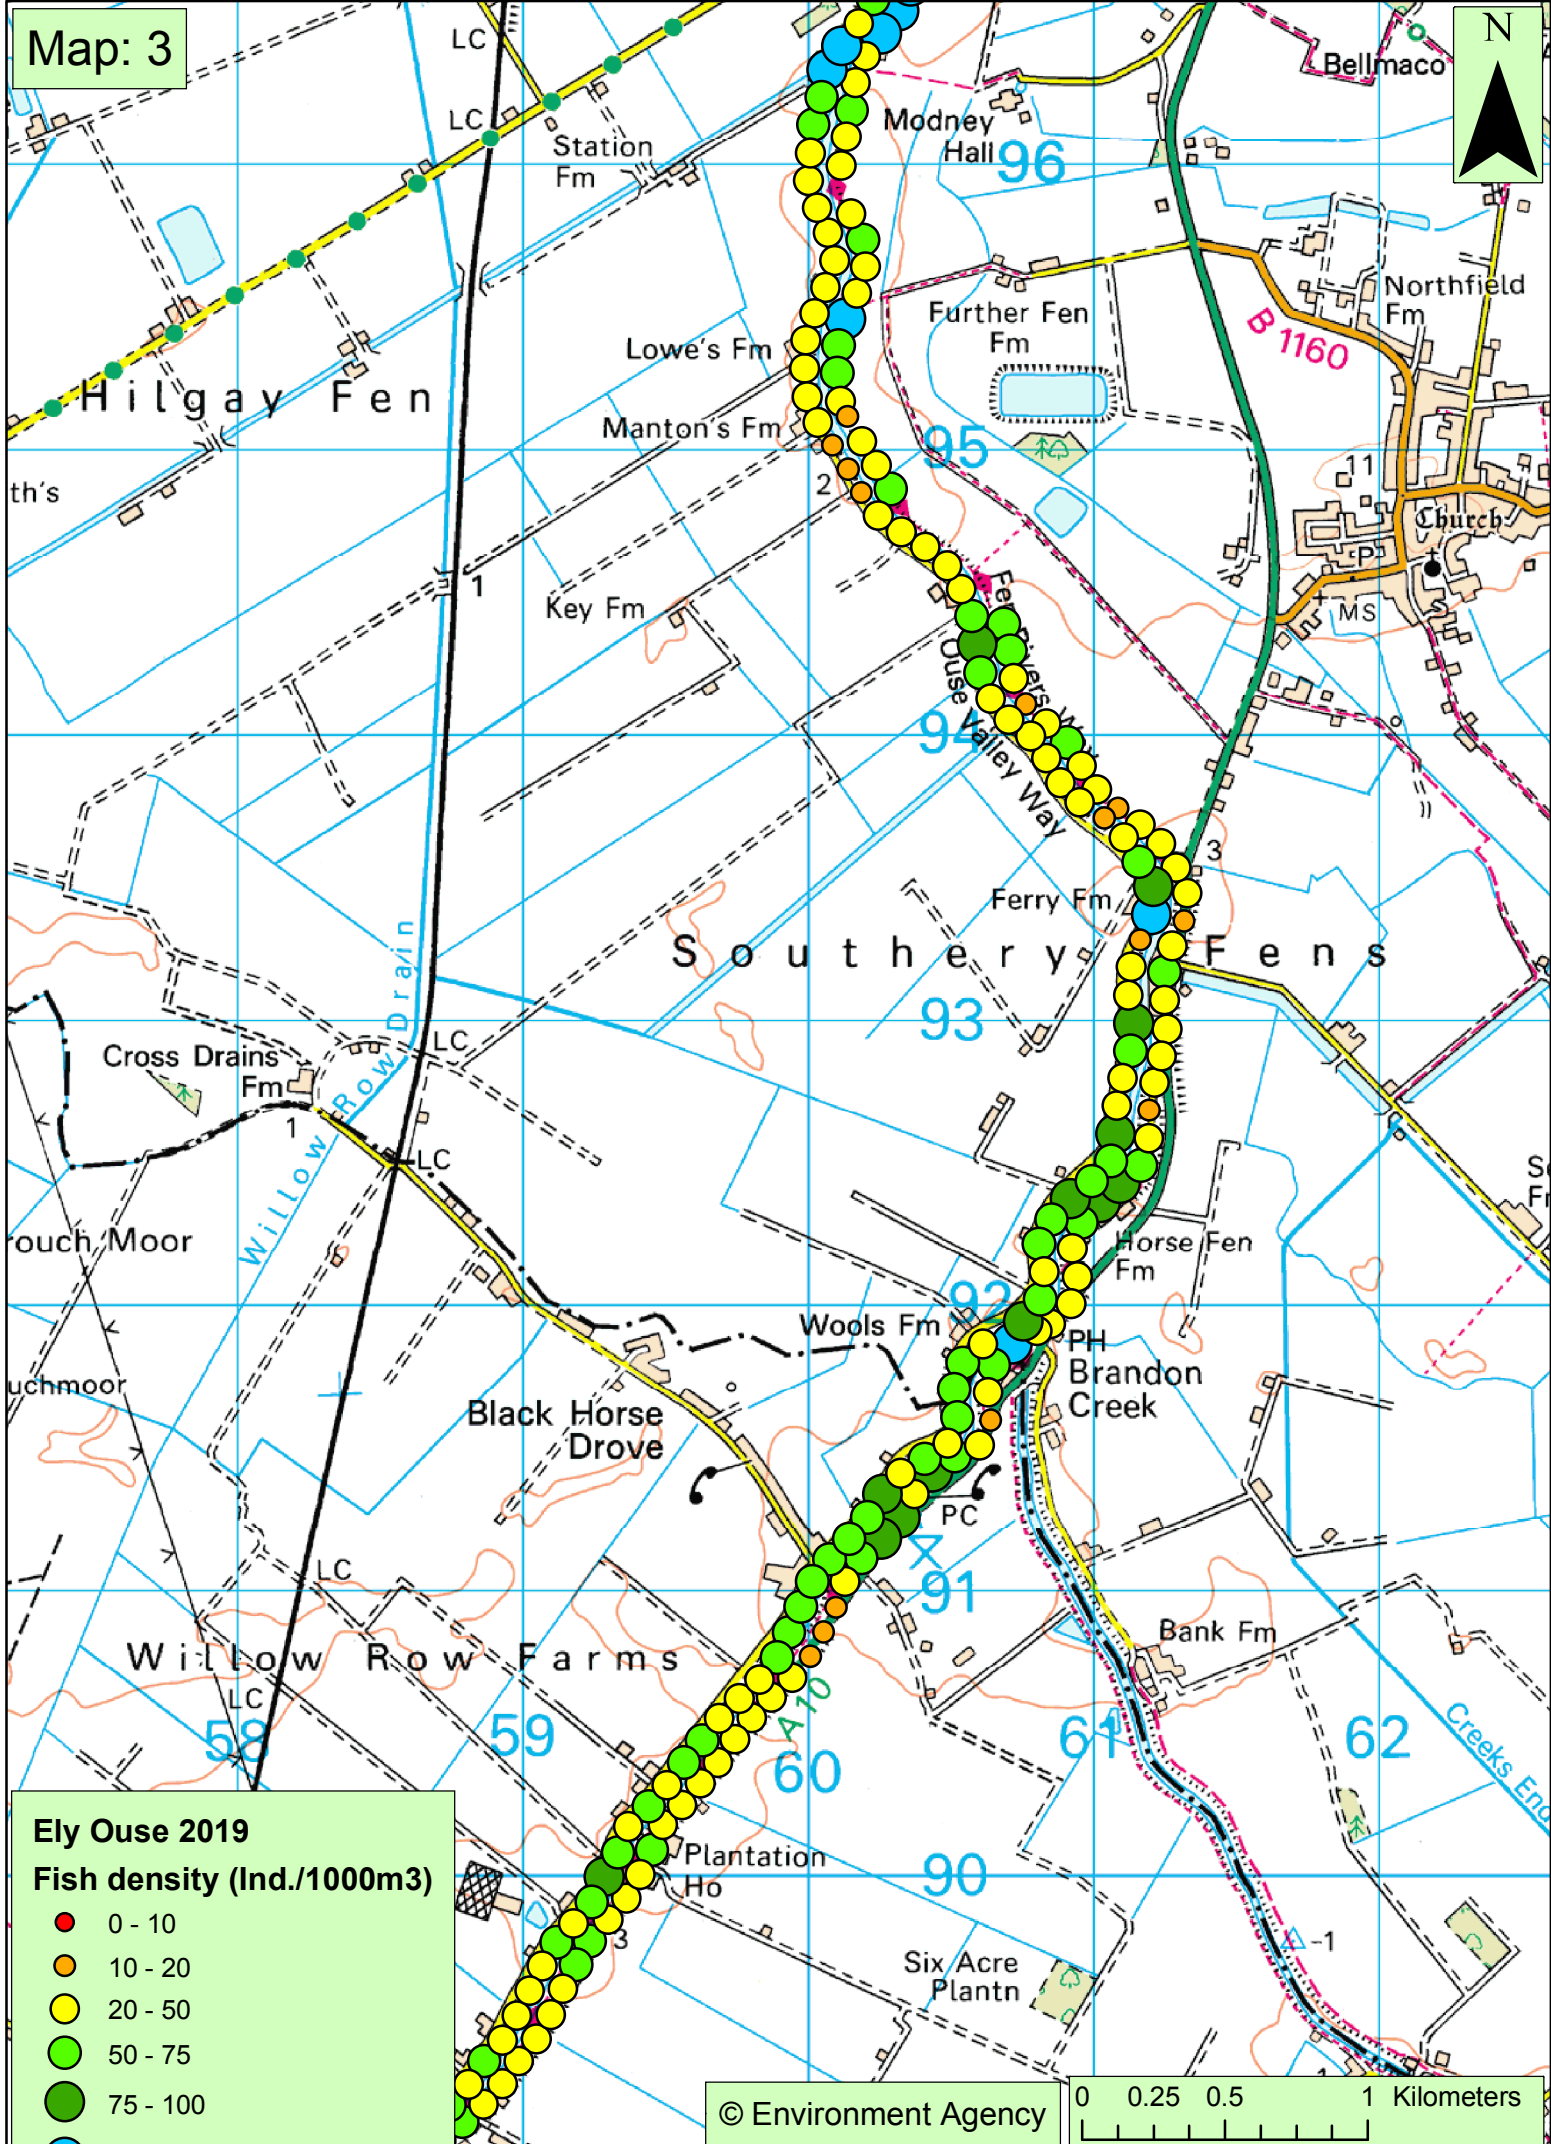 Map: 3
N
LC
LC
Station
Fm
Modney
Hall
96
Bellmaco
Northfield
Fm
Further Fen
Fm
B 1160
Lowe's Fm
Hilgay Fen
Manton's Fm
95
2
11
th's
Church
P
MS
S
1
Key Fm
Fen Rivers Way
Ouse Valley Way
94
3
Ferry Fm
Southery Fens
93
Willow Row Drain
LC
Cross Drains
Fm
1
LC
ouch Moor
Horse Fen
Fm
92
Wools Fm
PH
Brandon
Creek
uchmoor
Black Horse
Drove
PC
91
LC
Bank Fm
Willow Row Farms
LC
A 10
58
59
60
61
62
Creeks End
Plantation
Ho
90
3
-1
Six Acre
Plantn
Ely Ouse 2019
Fish density (Ind./1000m3)
0 - 10
10 - 20
20 - 50
50 - 75
75 - 100
© Environment Agency
0 0.25 0.5 1 Kilometers